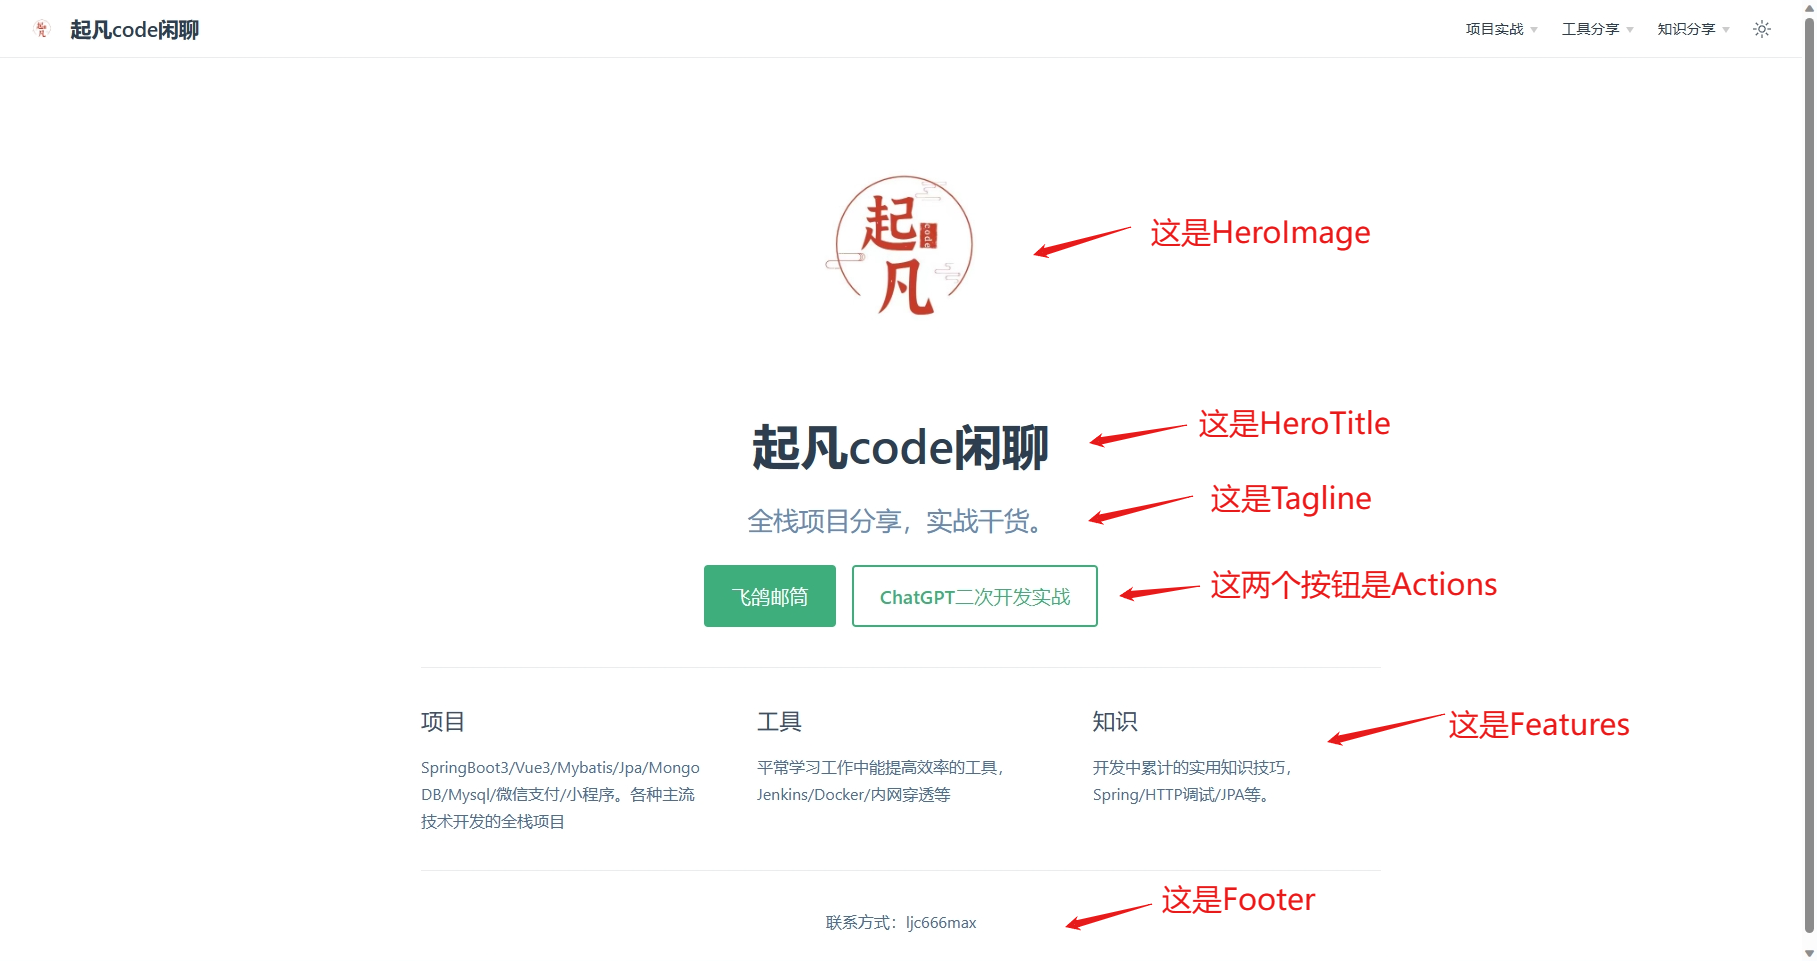 起凡code闲聊
项目实战 工具分享 知识分享
起code凡
这是HeroImage
起凡code闲聊
这是HeroTitle
全栈项目分享，实战干货。
这是Tagline
飞鸽邮筒 ChatGPT二次开发实战
这两个按钮是Actions
项目
SpringBoot3/Vue3/Mybatis/Jpa/Mongo
DB/Mysql/微信支付/小程序。各种主流
技术开发的全栈项目
工具
平常学习工作中能提高效率的工具，
Jenkins/Docker/内网穿透等
知识
开发中累计的实用知识技巧，
Spring/HTTP调试/JPA等。
这是Features
联系方式：ljc666max
这是Footer